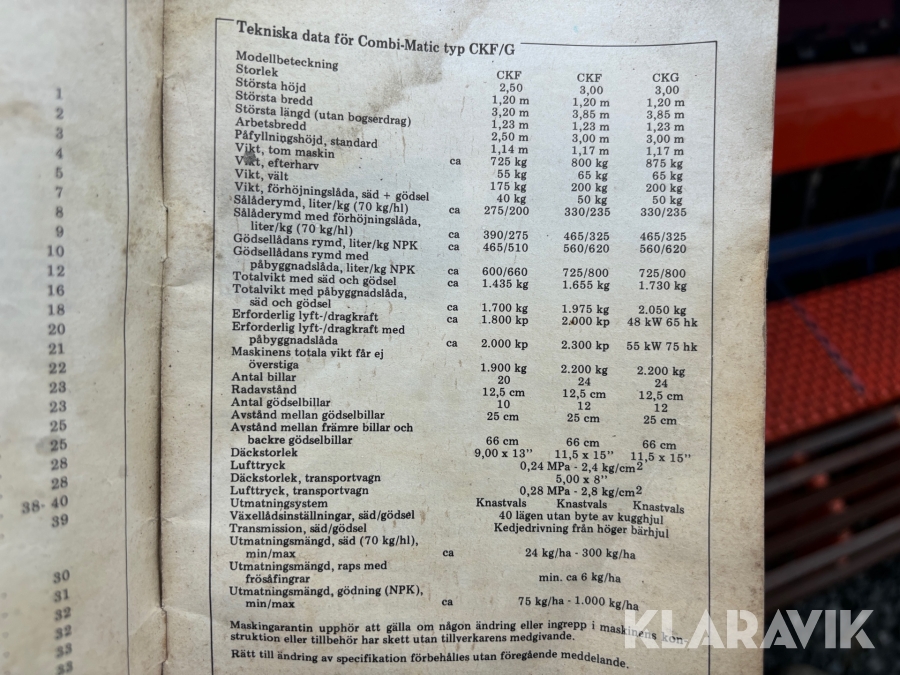 1
2
3
4
5
7
8
9
10
12
16
18
20
21
22
23
23
25
25
28
28
38-40
39
30
31
32
32
33
33
Tekniska data för Combi-Matic typ CKF/G
Modellbeteckning CKF CKF CKG
Storlek 2,50 3,00 3,00
Största höjd 1,20 m 1,20 m 1,20 m
Största bredd 3,20 m 3,85 m 3,85 m
Största längd (utan bogserdrag) 1,23 m 1,23 m 1,23 m
Arbetsbredd 2,50 m 3,00 m 3,00 m
Påfyllningshöjd, standard 1,14 m 1,17 m 1,17 m
Vikt, tom maskin ca 725 kg 800 kg 875 kg
Vikt, efterharv 55 kg 65 kg 65 kg
Vikt, vält 175 kg 200 kg 200 kg
Vikt, förhöjningslåda, säd + gödsel 40 kg 50 kg 50 kg
Sålåderymd, liter/kg (70 kg/hl) ca 275/200 330/235 330/235
Sålåderymd med förhöjningslåda,
liter/kg (70 kg/hl) ca 390/275 465/325 465/325
Gödsellådans rymd, liter/kg NPK ca 465/510 560/620 560/620
Gödsellådans rymd med
påbyggnadslåda, liter/kg NPK ca 600/660 725/800 725/800
Totalvikt med säd och gödsel ca 1.435 kg 1.655 kg 1.730 kg
Totalvikt med påbyggnadslåda,
säd och gödsel ca 1.700 kg 1.975 kg 2.050 kg
Erforderlig lyft-/dragkraft ca 1.800 kp 2.000 kp 48 kW 65 hk
Erforderlig lyft-/dragkraft med
påbyggnadslåda ca 2.000 kp 2.300 kp 55 kW 75 hk
Maskinens totala vikt får ej
överstiga 1.900 kg 2.200 kg 2.200 kg
Antal billar 20 24 24
Radavstånd 12,5 cm 12,5 cm 12,5 cm
Antal gödselbillar 10 12 12
Avstånd mellan gödselbillar 25 cm 25 cm 25 cm
Avstånd mellan främre billar och
backre gödselbillar 66 cm 66 cm 66 cm
Däckstorlek 9,00 x 13" 11,5 x 15" 11,5 x 15"
Lufttryck 0,24 MPa - 2,4 kg/cm2
Däckstorlek, transportvagn 5,00 x 8"
Lufttryck, transportvagn 0,28 MPa - 2,8 kg/cm2
Utmatningsystem Knastvals Knastvals Knastvals
Växellådsinställningar, säd/gödsel 40 lägen utan byte av kugghjul
Transmission, säd/gödsel Kedjedrivning från höger bärhjul
Utmatningsmängd, säd (70 kg/hl),
min/max ca 24 kg/ha - 300 kg/ha
Utmatningsmängd, raps med
frösåfingrar min. ca 6 kg/ha
Utmatningsmängd, gödning (NPK),
min/max ca 75 kg/ha - 1.000 kg/ha
Maskingarantin upphör att gälla om någon ändring eller ingrepp i maskinens kon-
struktion eller tillbehör har skett utan tillverkarens medgivande.
Rätt till ändring av specifikation förbehålles utan föregående meddelande.
KLARAVIK